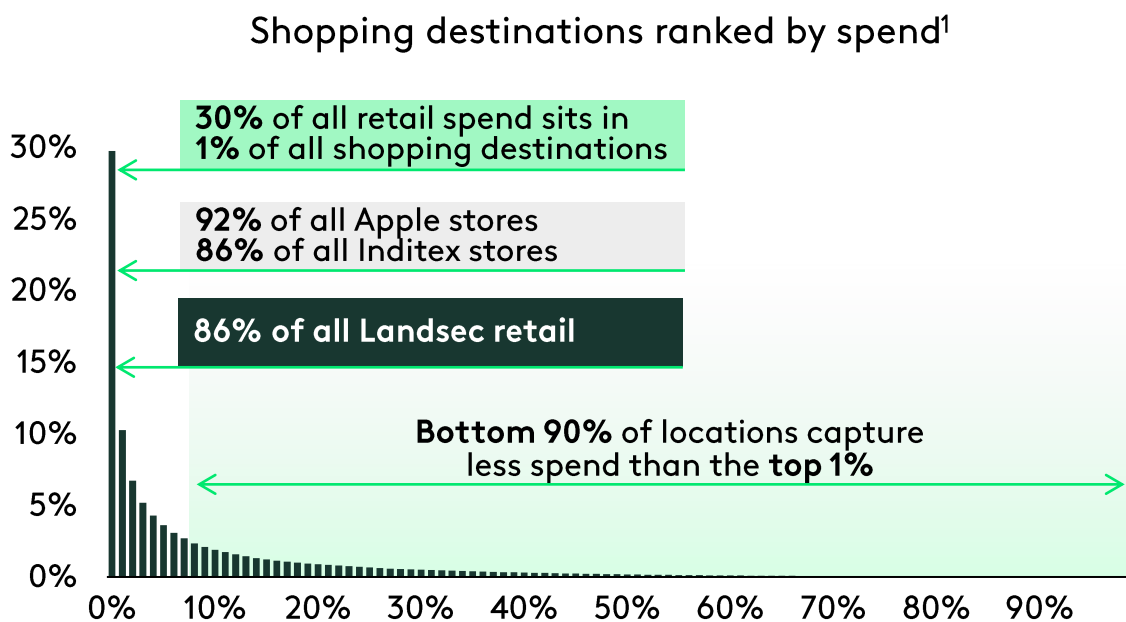 Shopping destinations ranked by spend¹
30% of all retail spend sits in
1% of all shopping destinations
92% of all Apple stores
86% of all Inditex stores
86% of all Landsec retail
Bottom 90% of locations capture
less spend than the top 1%
30%
25%
20%
15%
10%
5%
0%
0% 10% 20% 30% 40% 50% 60% 70% 80% 90%